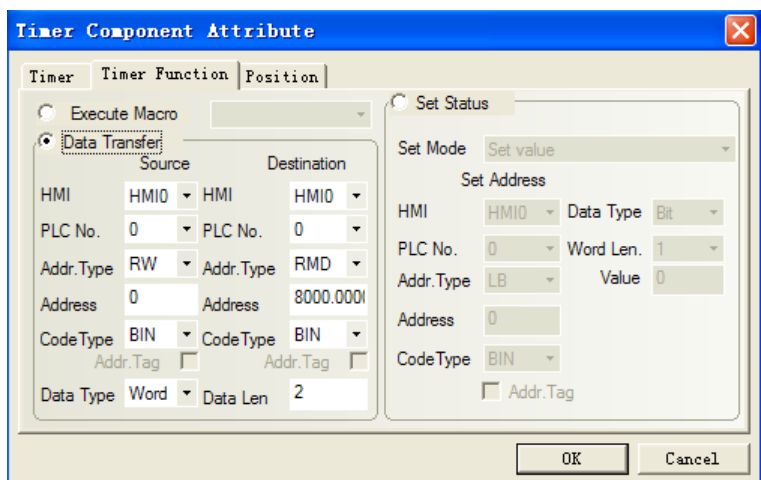 Timer Component Attribute
Timer Timer Function Position
Execute Macro
Data Transfer
Source Destination
HMI HMI0 HMI HMI0
PLC No. 0 PLC No. 0
Addr.Type RW Addr.Type RMD
Address 0 Address 8000.000
CodeType BIN CodeType BIN
Addr.Tag Addr.Tag
Data Type Word Data Len 2
Set Status
Set Mode Set value
Set Address
HMI HMI0 Data Type Bit
PLC No. 0 Word Len. 1
Addr.Type LB Value 0
Address 0
CodeType BIN
Addr.Tag
OK Cancel